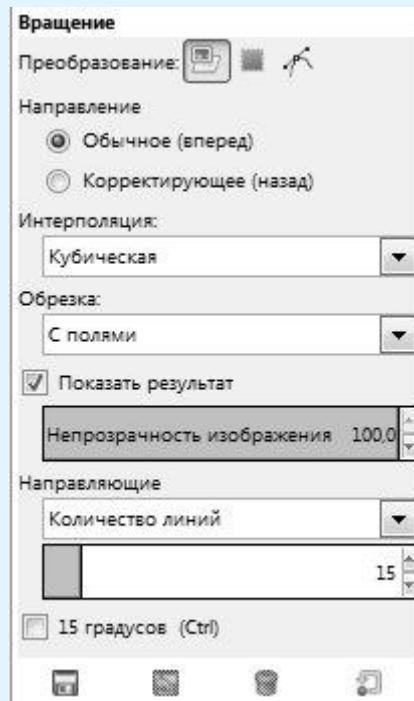 Вращение
Преобразование:
Направление
Обычное (вперед)
Корректирующее (назад)
Интерполяция:
Кубическая
Обрезка:
С полями
Показать результат
Непрозрачность изображения 100,0
Направляющие
Количество линий
15
15 градусов (Ctrl)